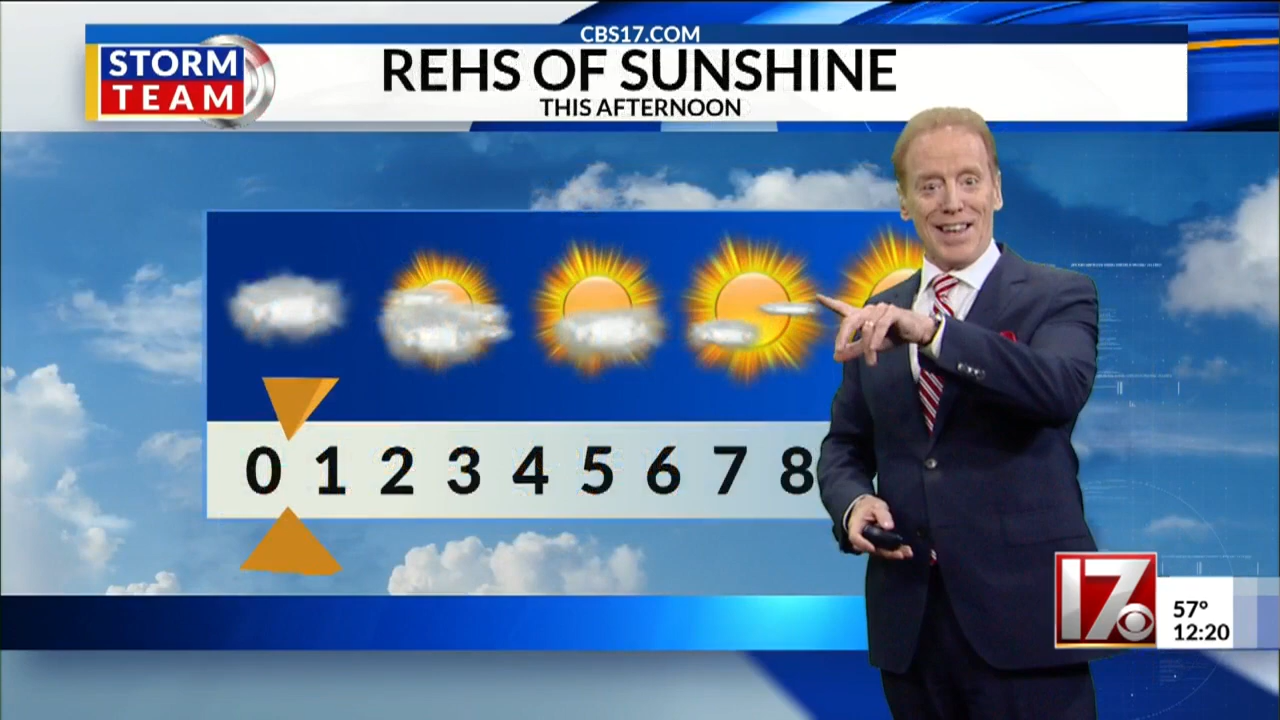 CBS17.COM
STORM
TEAM
REHS OF SUNSHINE
THIS AFTERNOON
0 1 2 3 4 5 6 7 8
17
57°
12:20